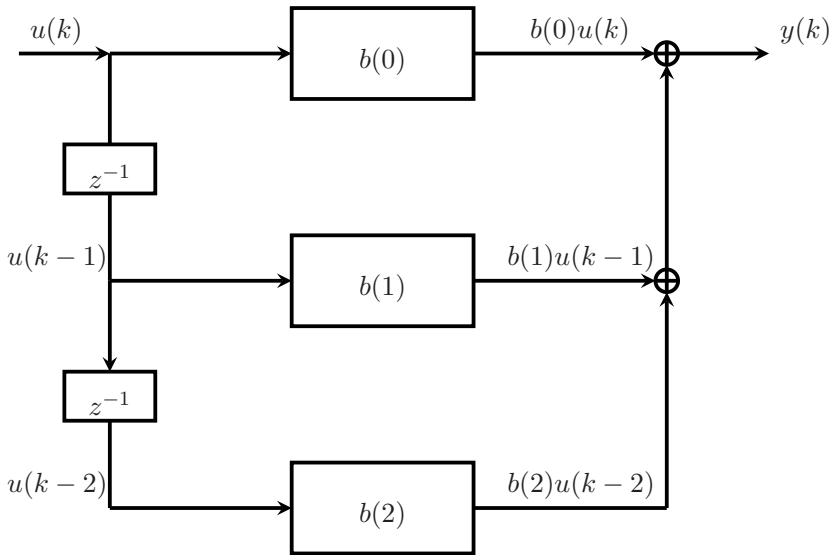 u(k)
b(0)
b(0)u(k)
y(k)
z⁻¹
u(k − 1)
b(1)
b(1)u(k − 1)
z⁻¹
u(k − 2)
b(2)
b(2)u(k − 2)